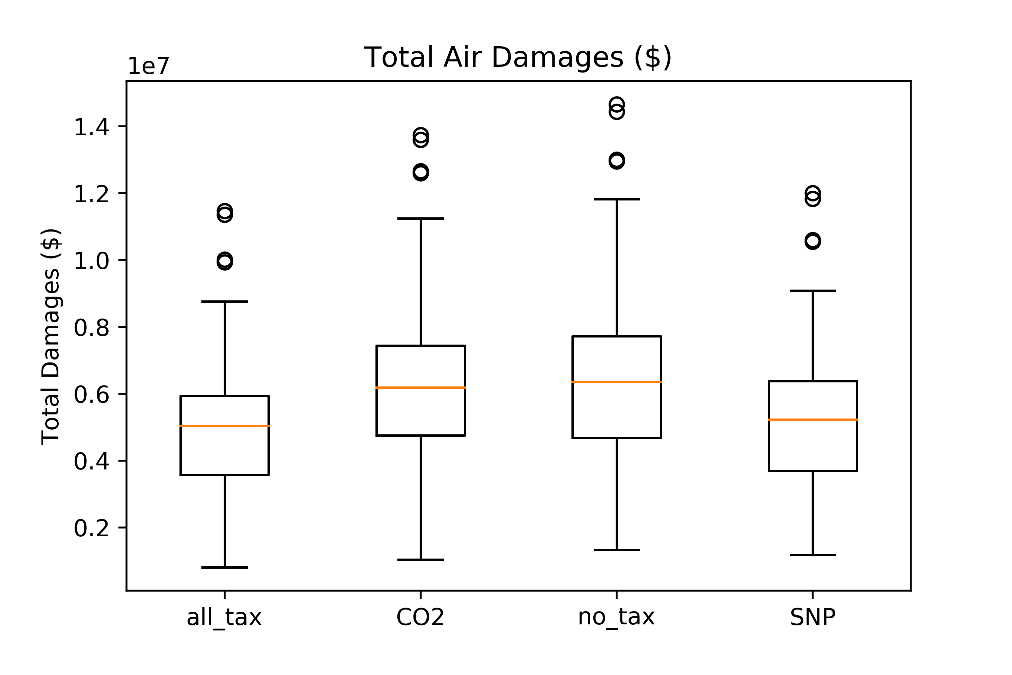 Total Air Damages ($)
1e7
Total Damages ($)
1.4
1.2
1.0
0.8
0.6
0.4
0.2
all_tax CO2 no_tax SNP